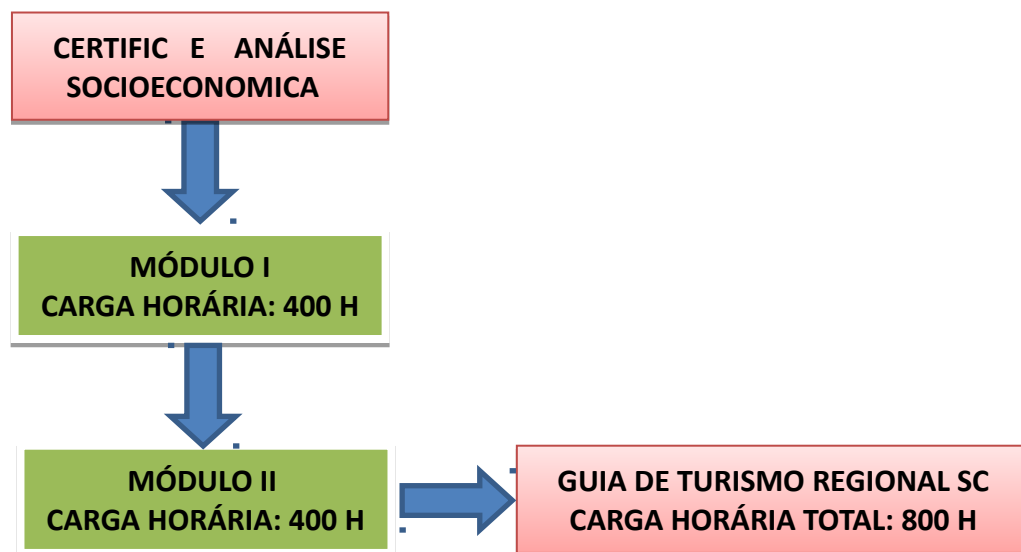 CERTIFIC E ANÁLISE
SOCIOECONOMICA
MÓDULO I
CARGA HORÁRIA: 400 H
MÓDULO II
CARGA HORÁRIA: 400 H
GUIA DE TURISMO REGIONAL SC
CARGA HORÁRIA TOTAL: 800 H